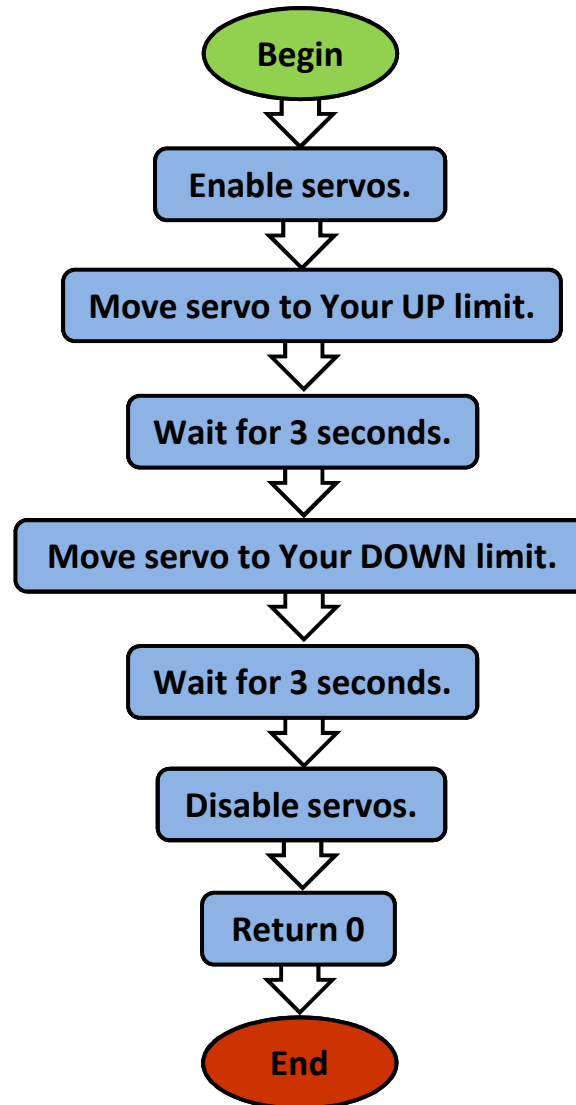 Begin
Enable servos.
Move servo to Your UP limit.
Wait for 3 seconds.
Move servo to Your DOWN limit.
Wait for 3 seconds.
Disable servos.
Return 0
End